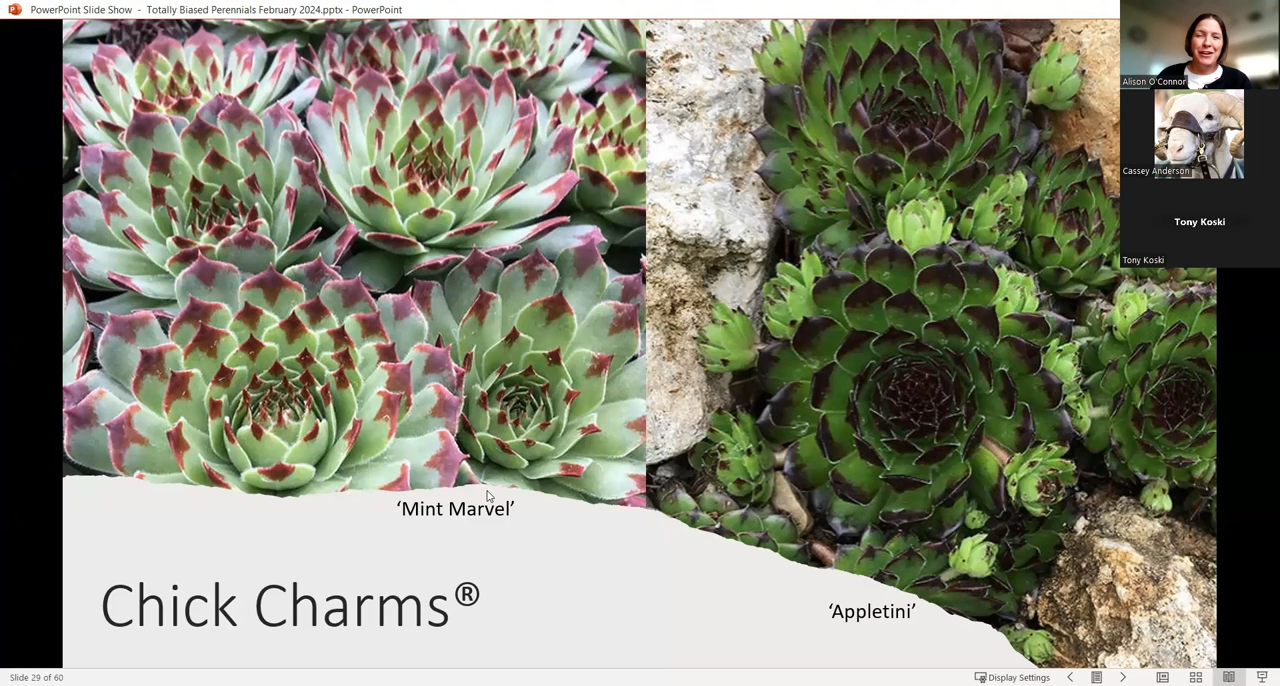 PowerPoint Slide Show - Totally Biased Perennials February 2024.pptx - PowerPoint
Alison O'Connor
Cassey Anderson
Tony Koski
Tony Koski
‘Mint Marvel’
Chick Charms®
‘Appletini’
Slide 29 of 60
Display Settings